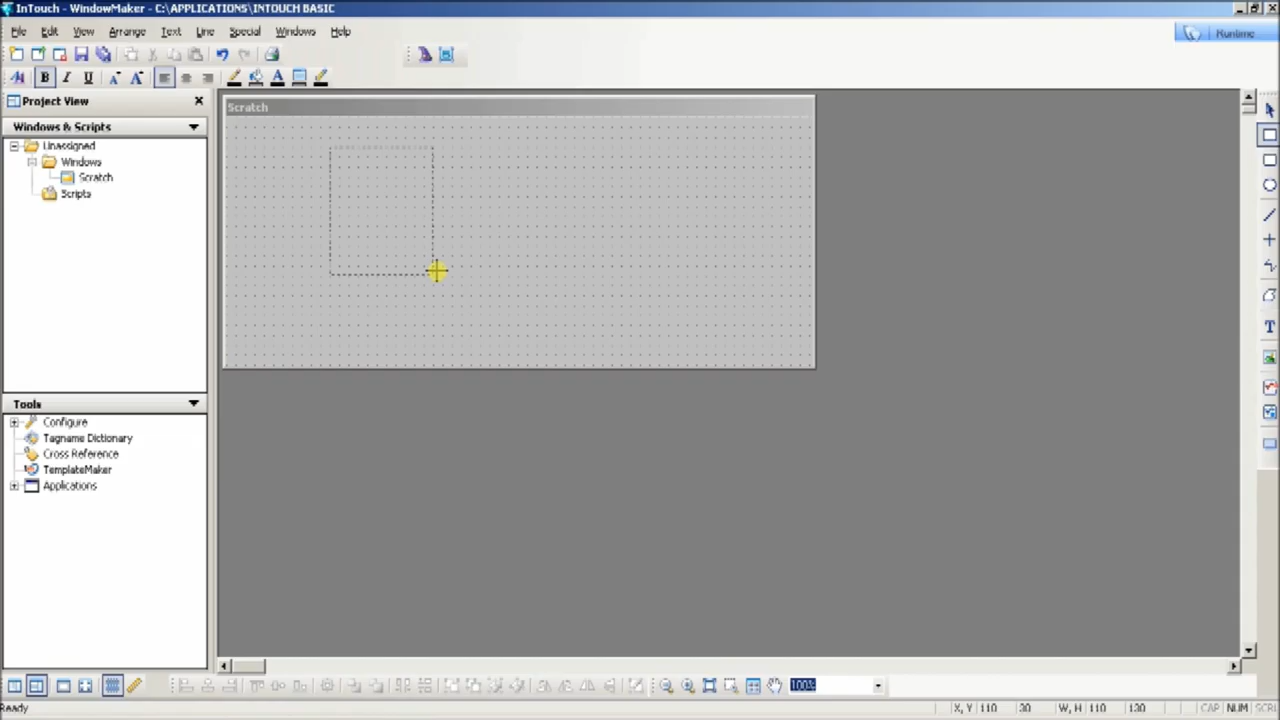 InTouch - WindowMaker - C:\APPLICATIONS\INTOUCH BASIC
File Edit View Arrange Text Line Special Windows Help
Runtime
B I U A A A
Project View
Windows & Scripts
Unassigned
Windows
Scratch
Scripts
Scratch
Tools
Configure
Tagname Dictionary
Cross Reference
TemplateMaker
Applications
T
100%
Ready
X, Y 110 30 W, H 110 130 CAP NUM SCRL